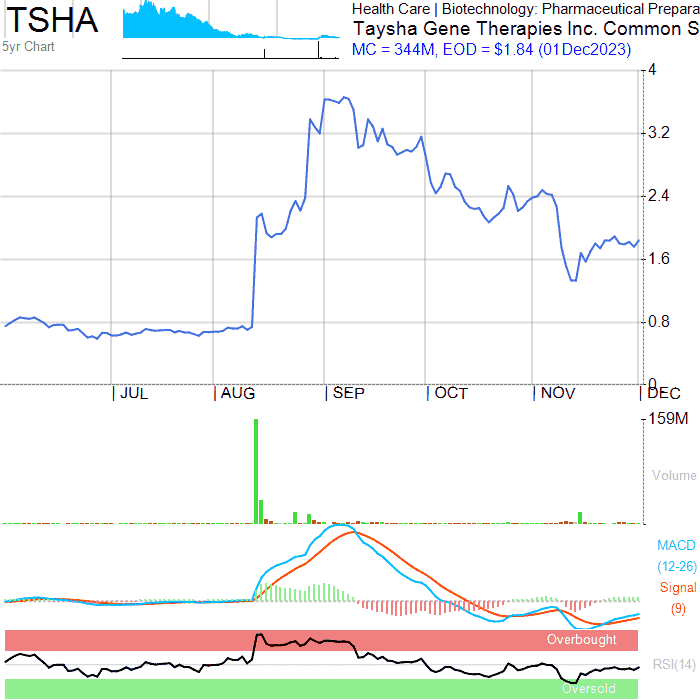 TSHA
5yr Chart
Health Care | Biotechnology: Pharmaceutical Prepara
Taysha Gene Therapies Inc. Common S
MC = 344M, EOD = $1.84 (01Dec2023)
4
3.2
2.4
1.6
0.8
0
JUL AUG SEP OCT NOV DEC
159M
Volume
MACD
(12-26)
Signal
(9)
Overbought
RSI(14)
Oversold